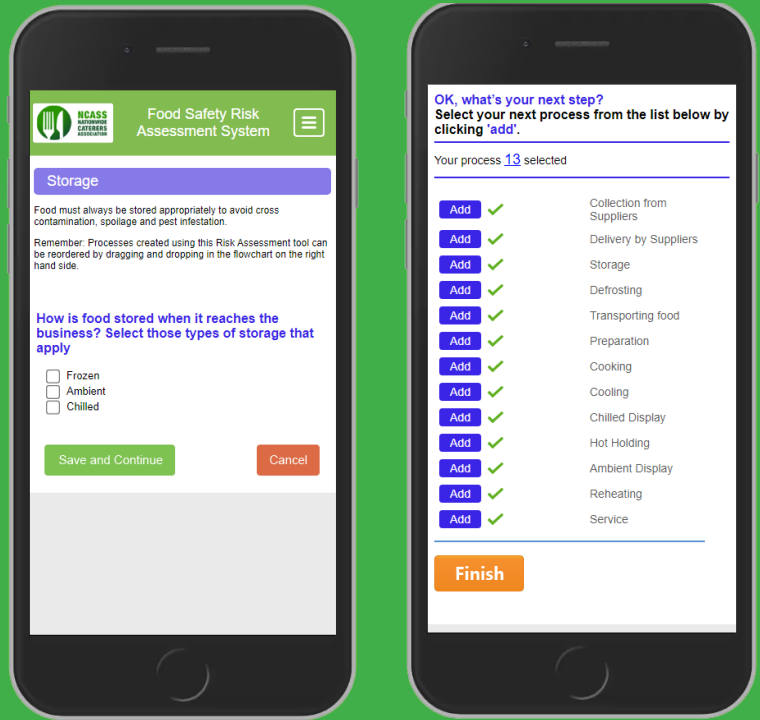 NCASS
NATIONWIDE
CATERERS
ASSOCIATION
Food Safety Risk
Assessment System
Storage
Food must always be stored appropriately to avoid cross
contamination, spoilage and pest infestation.
Remember: Processes created using this Risk Assessment tool can
be reordered by dragging and dropping in the flowchart on the right
hand side.
How is food stored when it reaches the
business? Select those types of storage that
apply
Frozen
Ambient
Chilled
Save and Continue
Cancel
OK, what's your next step?
Select your next process from the list below by
clicking 'add'.
Your process 13 selected
Add Collection from
Suppliers
Add Delivery by Suppliers
Add Storage
Add Defrosting
Add Transporting food
Add Preparation
Add Cooking
Add Cooling
Add Chilled Display
Add Hot Holding
Add Ambient Display
Add Reheating
Add Service
Finish